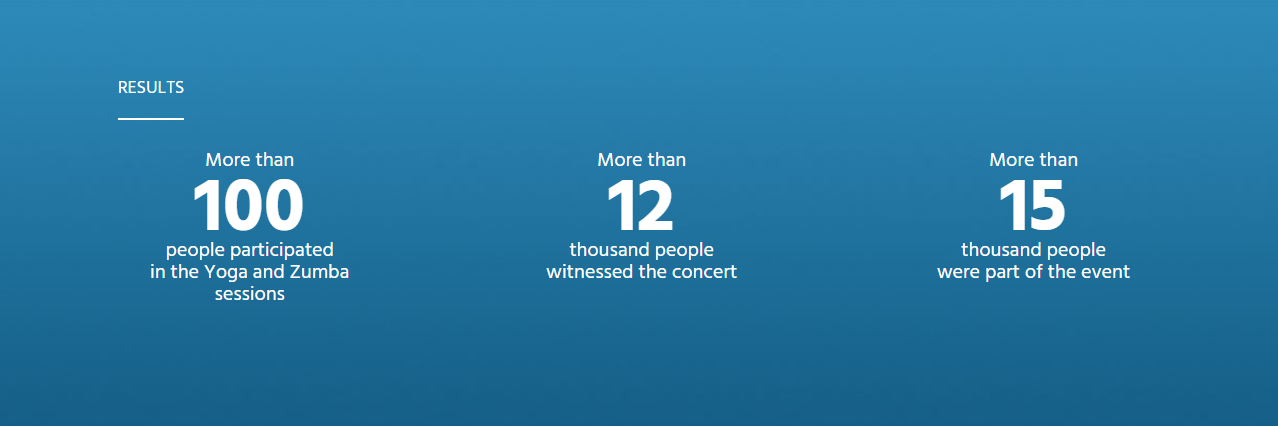 RESULTS
More than
100
people participated
in the Yoga and Zumba
sessions
More than
12
thousand people
witnessed the concert
More than
15
thousand people
were part of the event